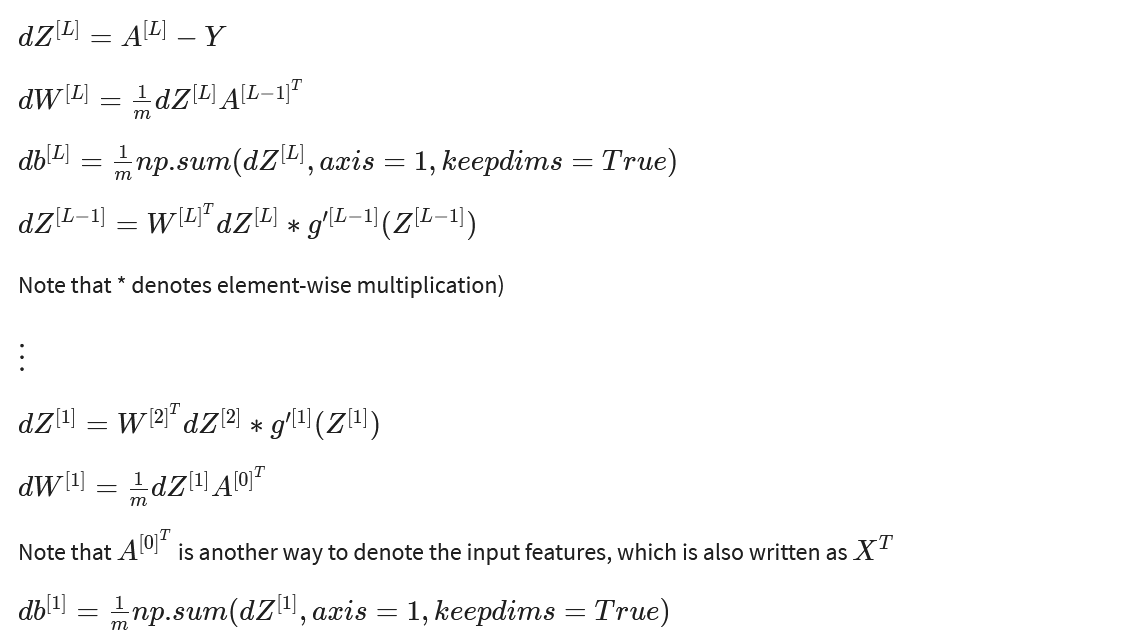 $dZ^{[L]} = A^{[L]} - Y$
$dW^{[L]} = \frac{1}{m} dZ^{[L]} A^{[L-1]^T}$
$db^{[L]} = \frac{1}{m} np.sum(dZ^{[L]}, axis = 1, keepdims = True)$
$dZ^{[L-1]} = W^{[L]^T} dZ^{[L]} * g'^{[L-1]}(Z^{[L-1]})$
Note that * denotes element-wise multiplication)
⋮
$dZ^{[1]} = W^{[2]^T} dZ^{[2]} * g'^{[1]}(Z^{[1]})$
$dW^{[1]} = \frac{1}{m} dZ^{[1]} A^{[0]^T}$
Note that $A^{[0]^T}$ is another way to denote the input features, which is also written as $X^T$
$db^{[1]} = \frac{1}{m} np.sum(dZ^{[1]}, axis = 1, keepdims = True)$